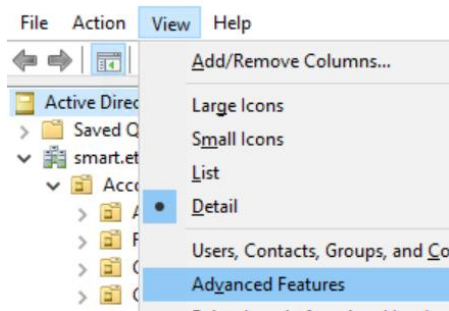 File Action View Help
Add/Remove Columns...
Active Direc
Large Icons
Saved Q
Small Icons
smart.et
List
Acco
Detail
Users, Contacts, Groups, and Co
Advanced Features